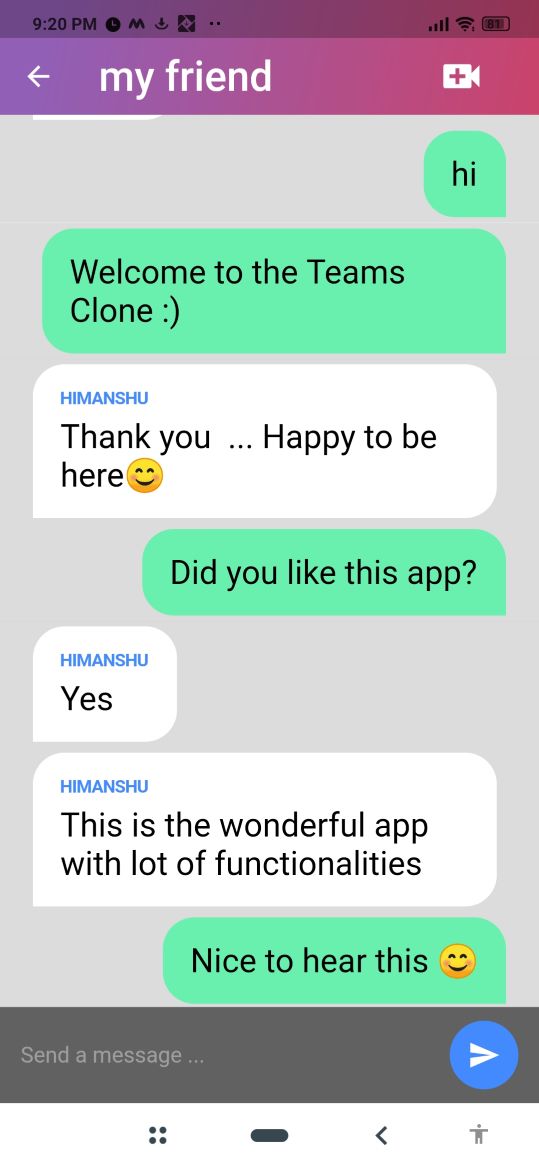 9:20 PM
81
my friend
hi
Welcome to the Teams
Clone :)
HIMANSHU
Thank you  ... Happy to be
here😊
Did you like this app?
HIMANSHU
Yes
HIMANSHU
This is the wonderful app
with lot of functionalities
Nice to hear this 😊
Send a message ...